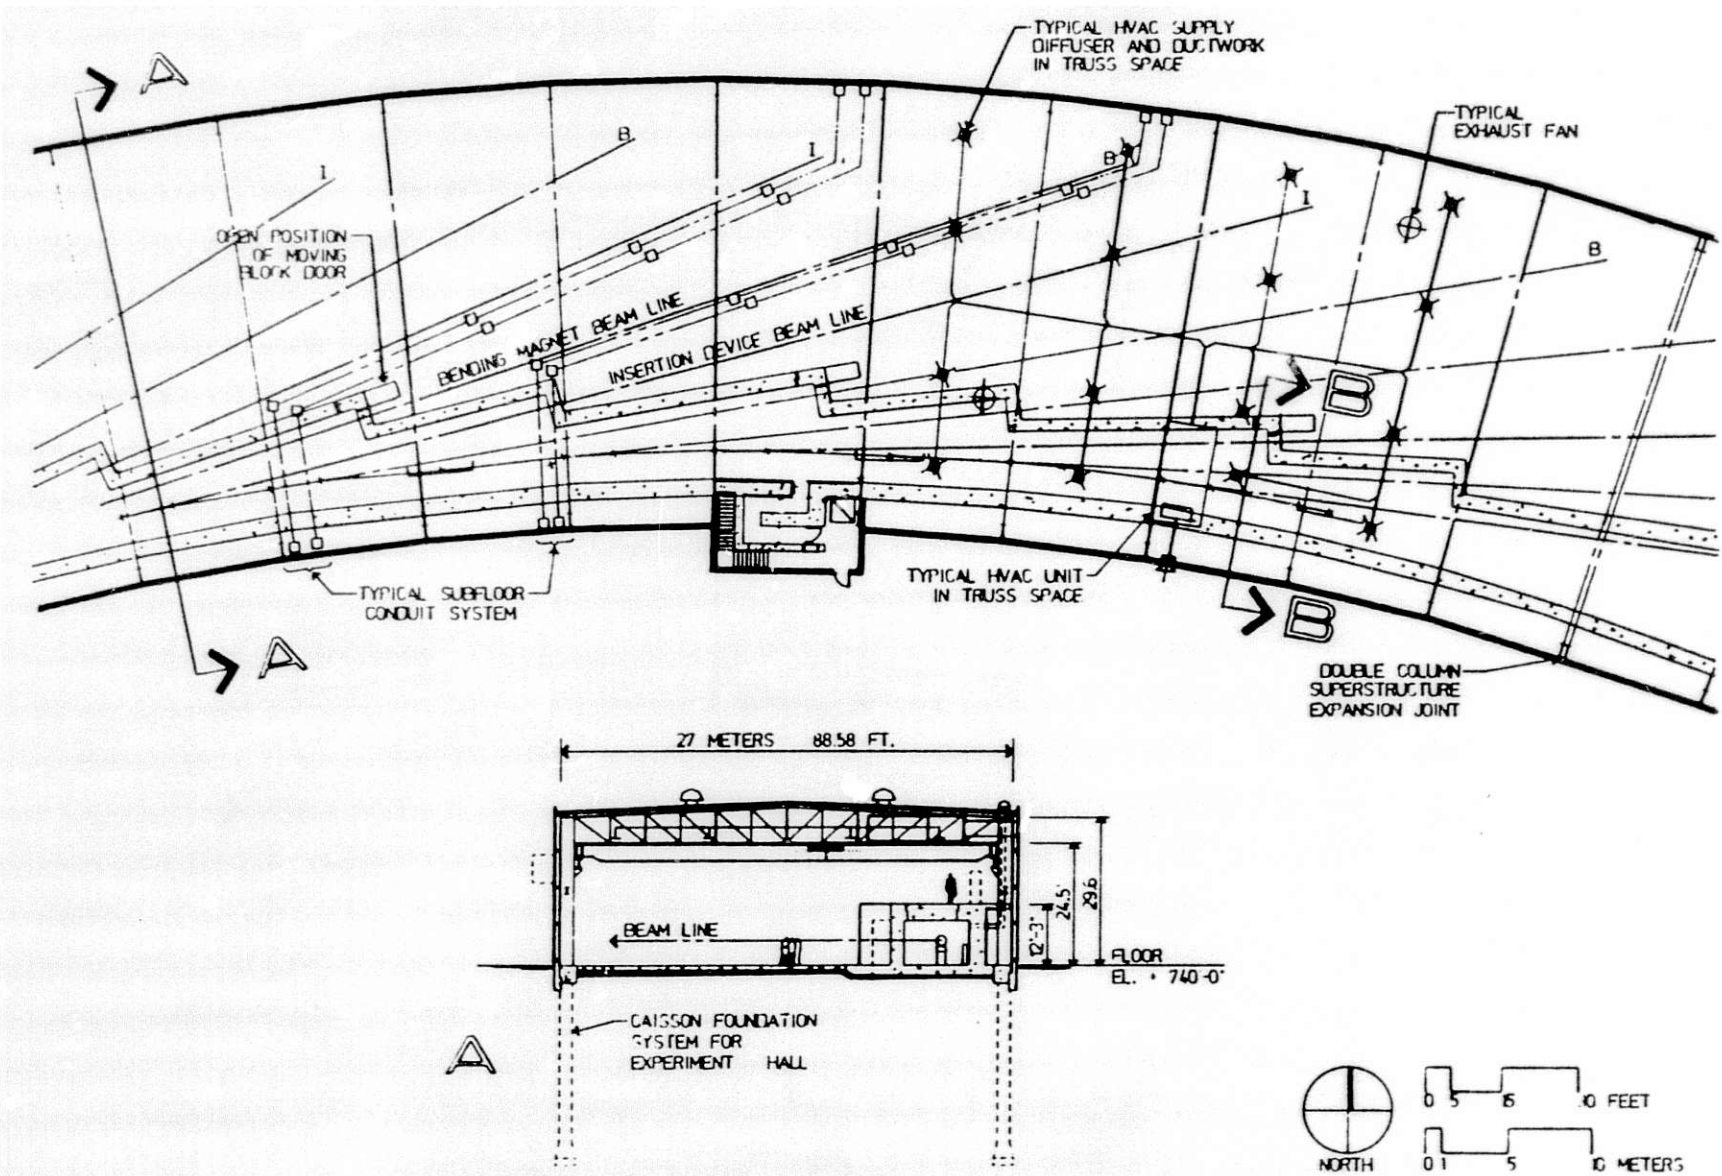 TYPICAL HVAC SUPPLY
DIFFUSER AND DUCTWORK
IN TRUSS SPACE
A
TYPICAL
EXHAUST FAN
B
I
B
I
I
B
OPEN POSITION
OF MOVING
BLOCK DOOR
BENDING MAGNET BEAM LINE
INSERTION DEVICE BEAM LINE
B
TYPICAL HVAC UNIT
IN TRUSS SPACE
TYPICAL SUBFLOOR
CONDUIT SYSTEM
B
A
DOUBLE COLUMN
SUPERSTRUCTURE
EXPANSION JOINT
27 METERS 88.58 FT.
BEAM LINE
12'-3"
24.5'
29.6
FLOOR
EL. + 740-0"
CAISSON FOUNDATION
SYSTEM FOR
EXPERIMENT HALL
A
NORTH
0 5 15 30 FEET
0 1 5 10 METERS